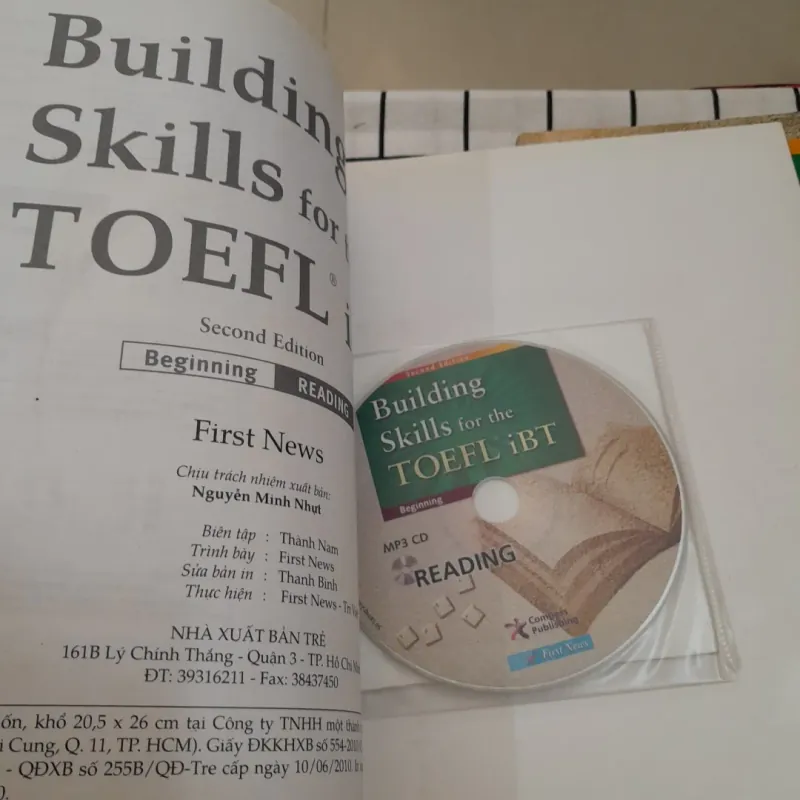 Building
Skills for
TOEFL®
Second Edition
Beginning READING
First News
Chịu trách nhiệm xuất bản:
Nguyễn Minh Nhựt
Biên tập : Thành Nam
Trình bày : First News
Sửa bản in : Thanh Bình
Thực hiện : First News -
NHÀ XUẤT BẢN TRẺ
161B Lý Chính Thắng - Quận 3 - TP. Hồ Chí
ĐT: 39316211 - Fax: 38437450
khổ 20,5 x 26 cm tại Công ty TNHH một
Cung, Q. 11, TP. HCM). Giấy ĐKKHXB số
- QĐXB số 255B/QĐ-Tre cấp ngày 10/06/2010.
Second Edition
Building
Skills for the
TOEFL iBT
Beginning
MP3 CD
READING
Compass
Publishing
First News